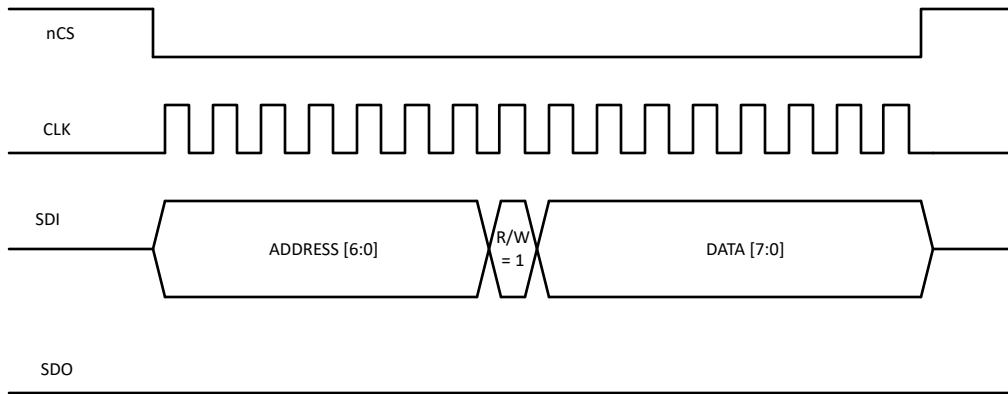 nCS
CLK
SDI
ADDRESS [6:0]
R/W
= 1
DATA [7:0]
SDO